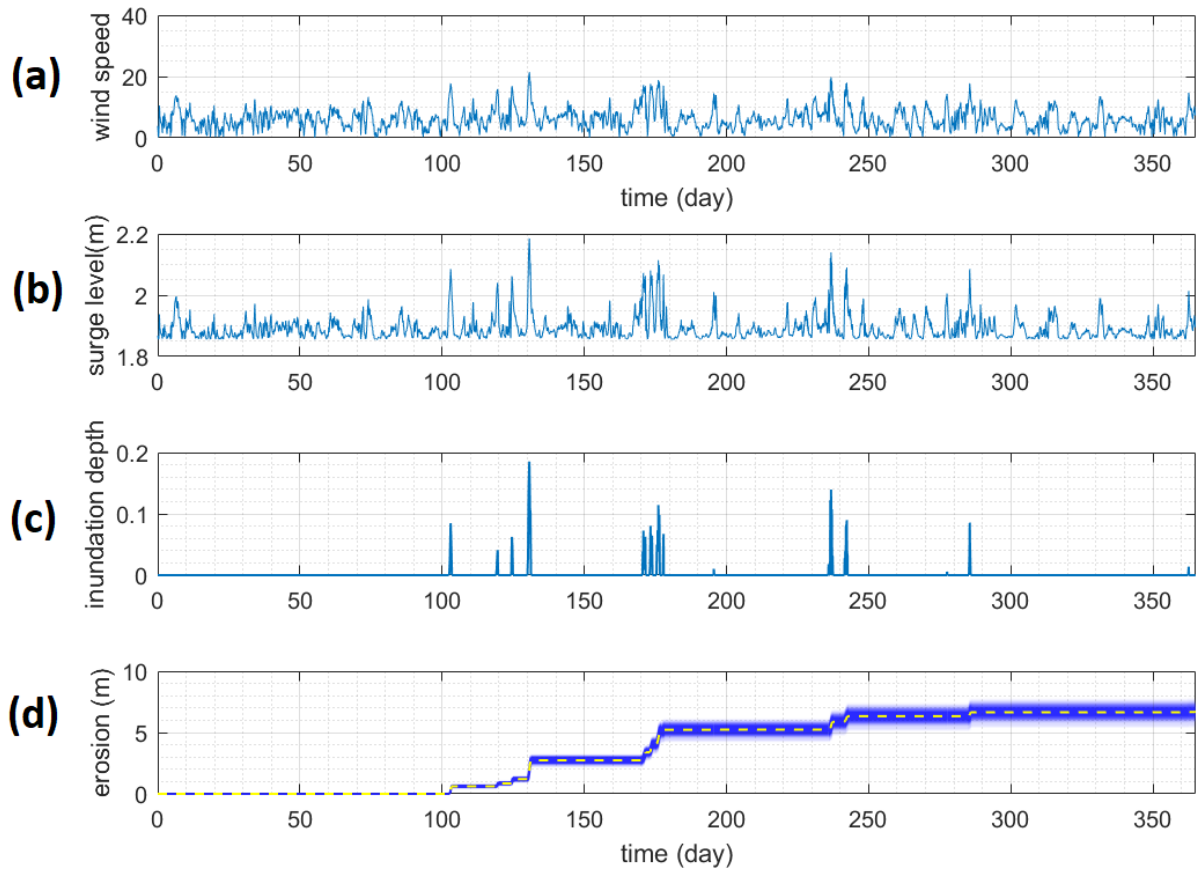 (a)
wind speed
40
20
0
0 50 100 150 200 250 300 350
time (day)
(b)
surge level(m)
2.2
2
1.8
0 50 100 150 200 250 300 350
(c)
inundation depth
0.2
0.1
0
0 50 100 150 200 250 300 350
(d)
erosion (m)
10
5
0
0 50 100 150 200 250 300 350
time (day)